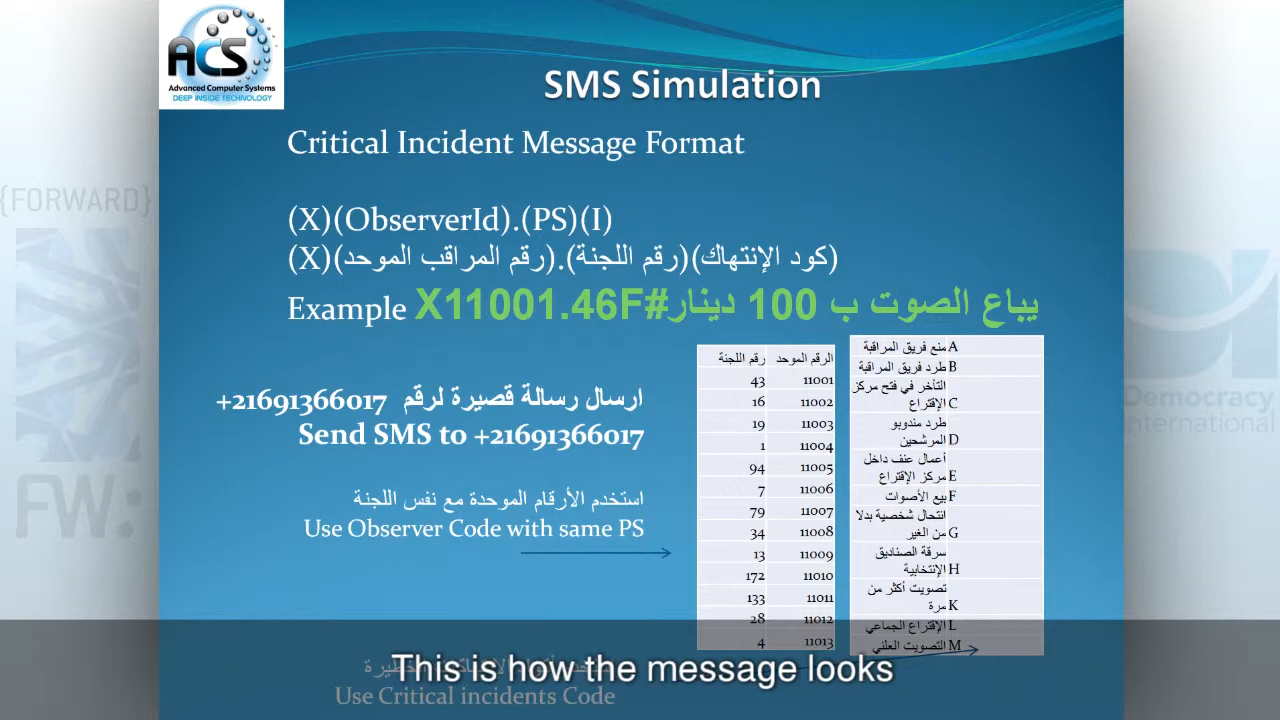 ACS
Advanced Computer Systems
DEEP INSIDE TECHNOLOGY
SMS Simulation
Critical Incident Message Format
(X)(ObserverId).(PS)(I)
(X)(رقم المراقب الموحد).(رقم اللجنة)(كود الإنتهاك)
Example X11001.46F#يباع الصوت ب 100 دينار
ارسال رسالة قصيرة لرقم +21691366017
Send SMS to +21691366017
استخدم الأرقام الموحدة مع نفس اللجنة
Use Observer Code with same PS
الرقم الموحد رقم اللجنة
11001 43
11002 16
11003 19
11004 1
11005 94
11006 7
11007 79
11008 34
11009 13
11010 172
11011 133
11012 28
11013 4
A منع فريق المراقبة
B طرد فريق المراقبة
التأخر في فتح مركز
C الإقتراع
طرد مندوبو
D المرشحين
أعمال عنف داخل
E مركز الإقتراع
F بيع الأصوات
انتحال شخصية بدلا
G من الغير
سرقة الصناديق
H الإنتخابية
تصويت أكثر من
K مرة
L الإقتراع الجماعي
M التصويت العلني
This is how the message looks
Use Critical incidents Code
{FORWARD}
FW:
DI
Democracy
International